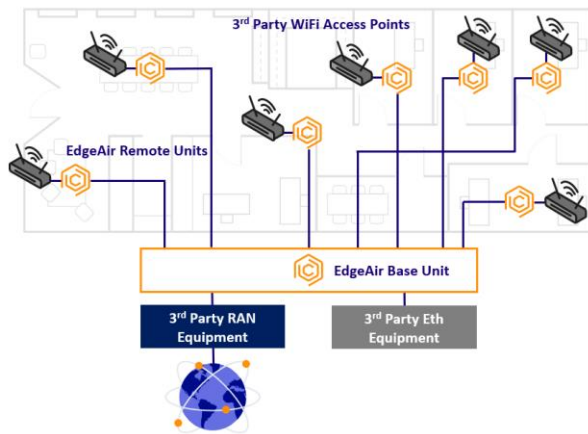 3rd Party WiFi Access Points
EdgeAir Remote Units
EdgeAir Base Unit
3rd Party RAN
Equipment
3rd Party Eth
Equipment